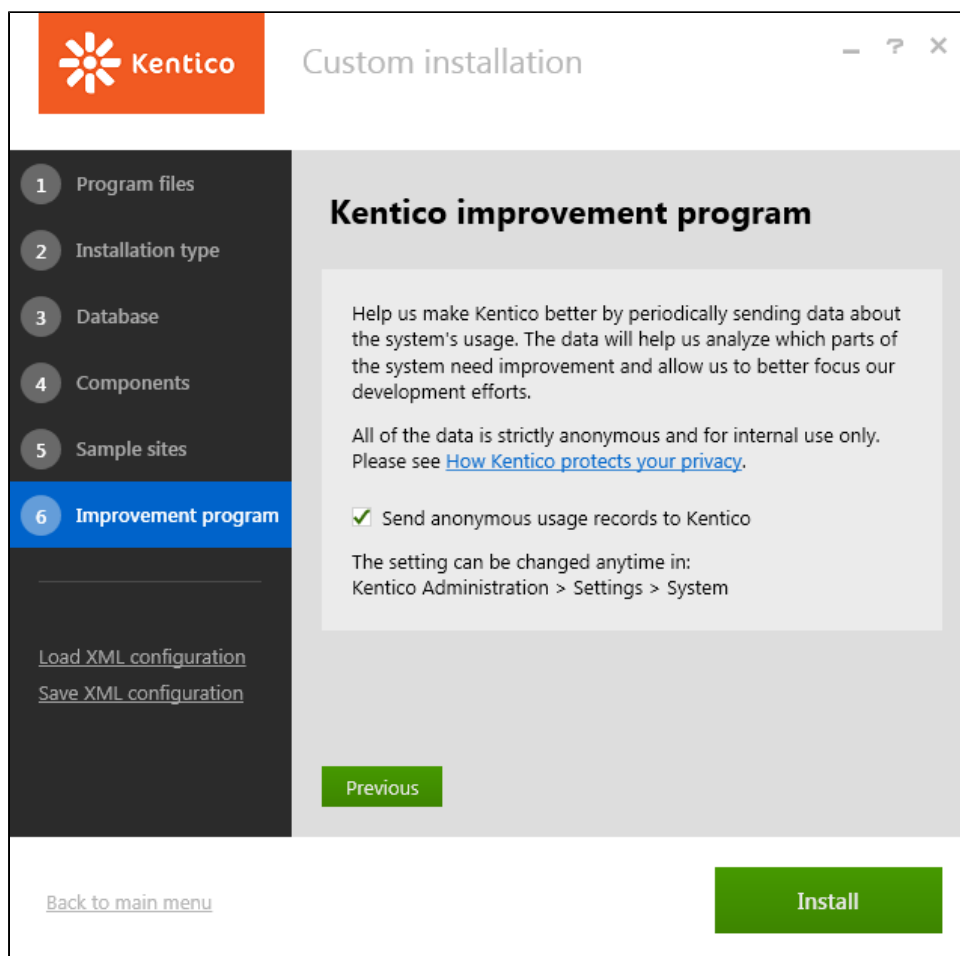 Kentico
Custom installation
1 Program files
2 Installation type
3 Database
4 Components
5 Sample sites
6 Improvement program
Load XML configuration
Save XML configuration
Kentico improvement program
Help us make Kentico better by periodically sending data about
the system's usage. The data will help us analyze which parts of
the system need improvement and allow us to better focus our
development efforts.
All of the data is strictly anonymous and for internal use only.
Please see How Kentico protects your privacy.
Send anonymous usage records to Kentico
The setting can be changed anytime in:
Kentico Administration > Settings > System
Previous
Back to main menu
Install